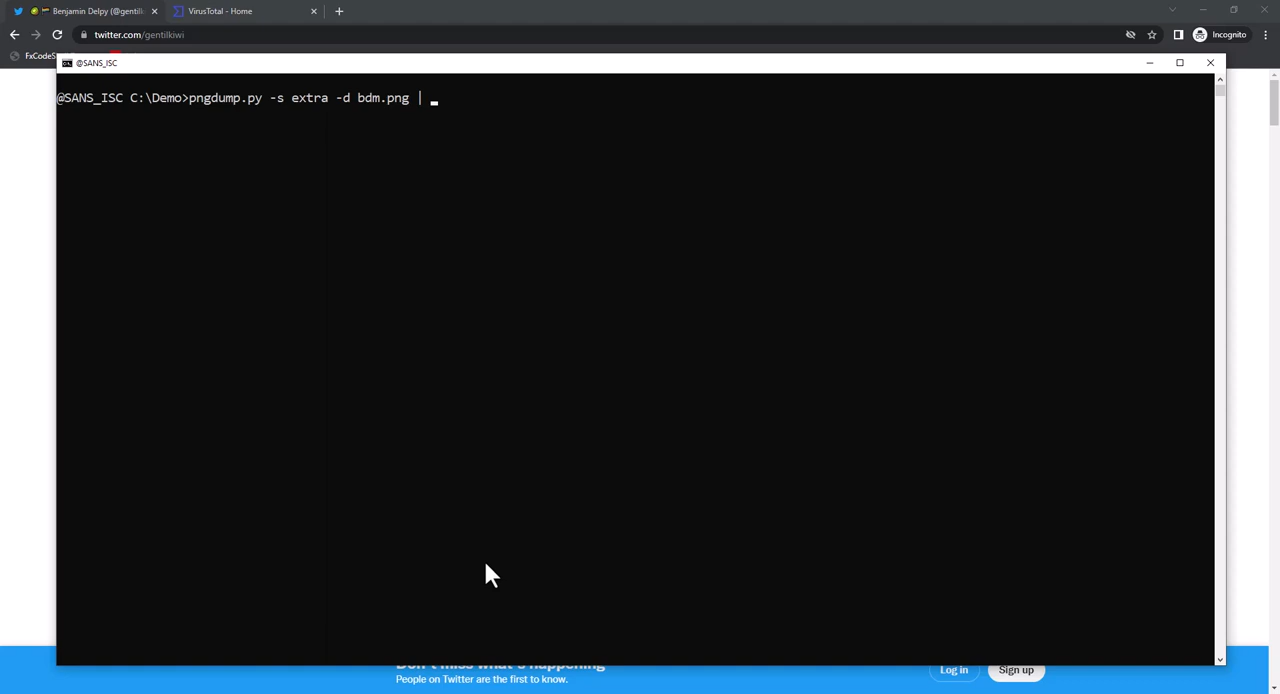 Benjamin Delpy (@gentilki
VirusTotal - Home
twitter.com/gentilkiwi
Incognito
FxCodeS
@SANS_ISC
@SANS_ISC C:\Demo>pngdump.py -s extra -d bdm.png | _
Don't miss what's happening
People on Twitter are the first to know.
Log in
Sign up